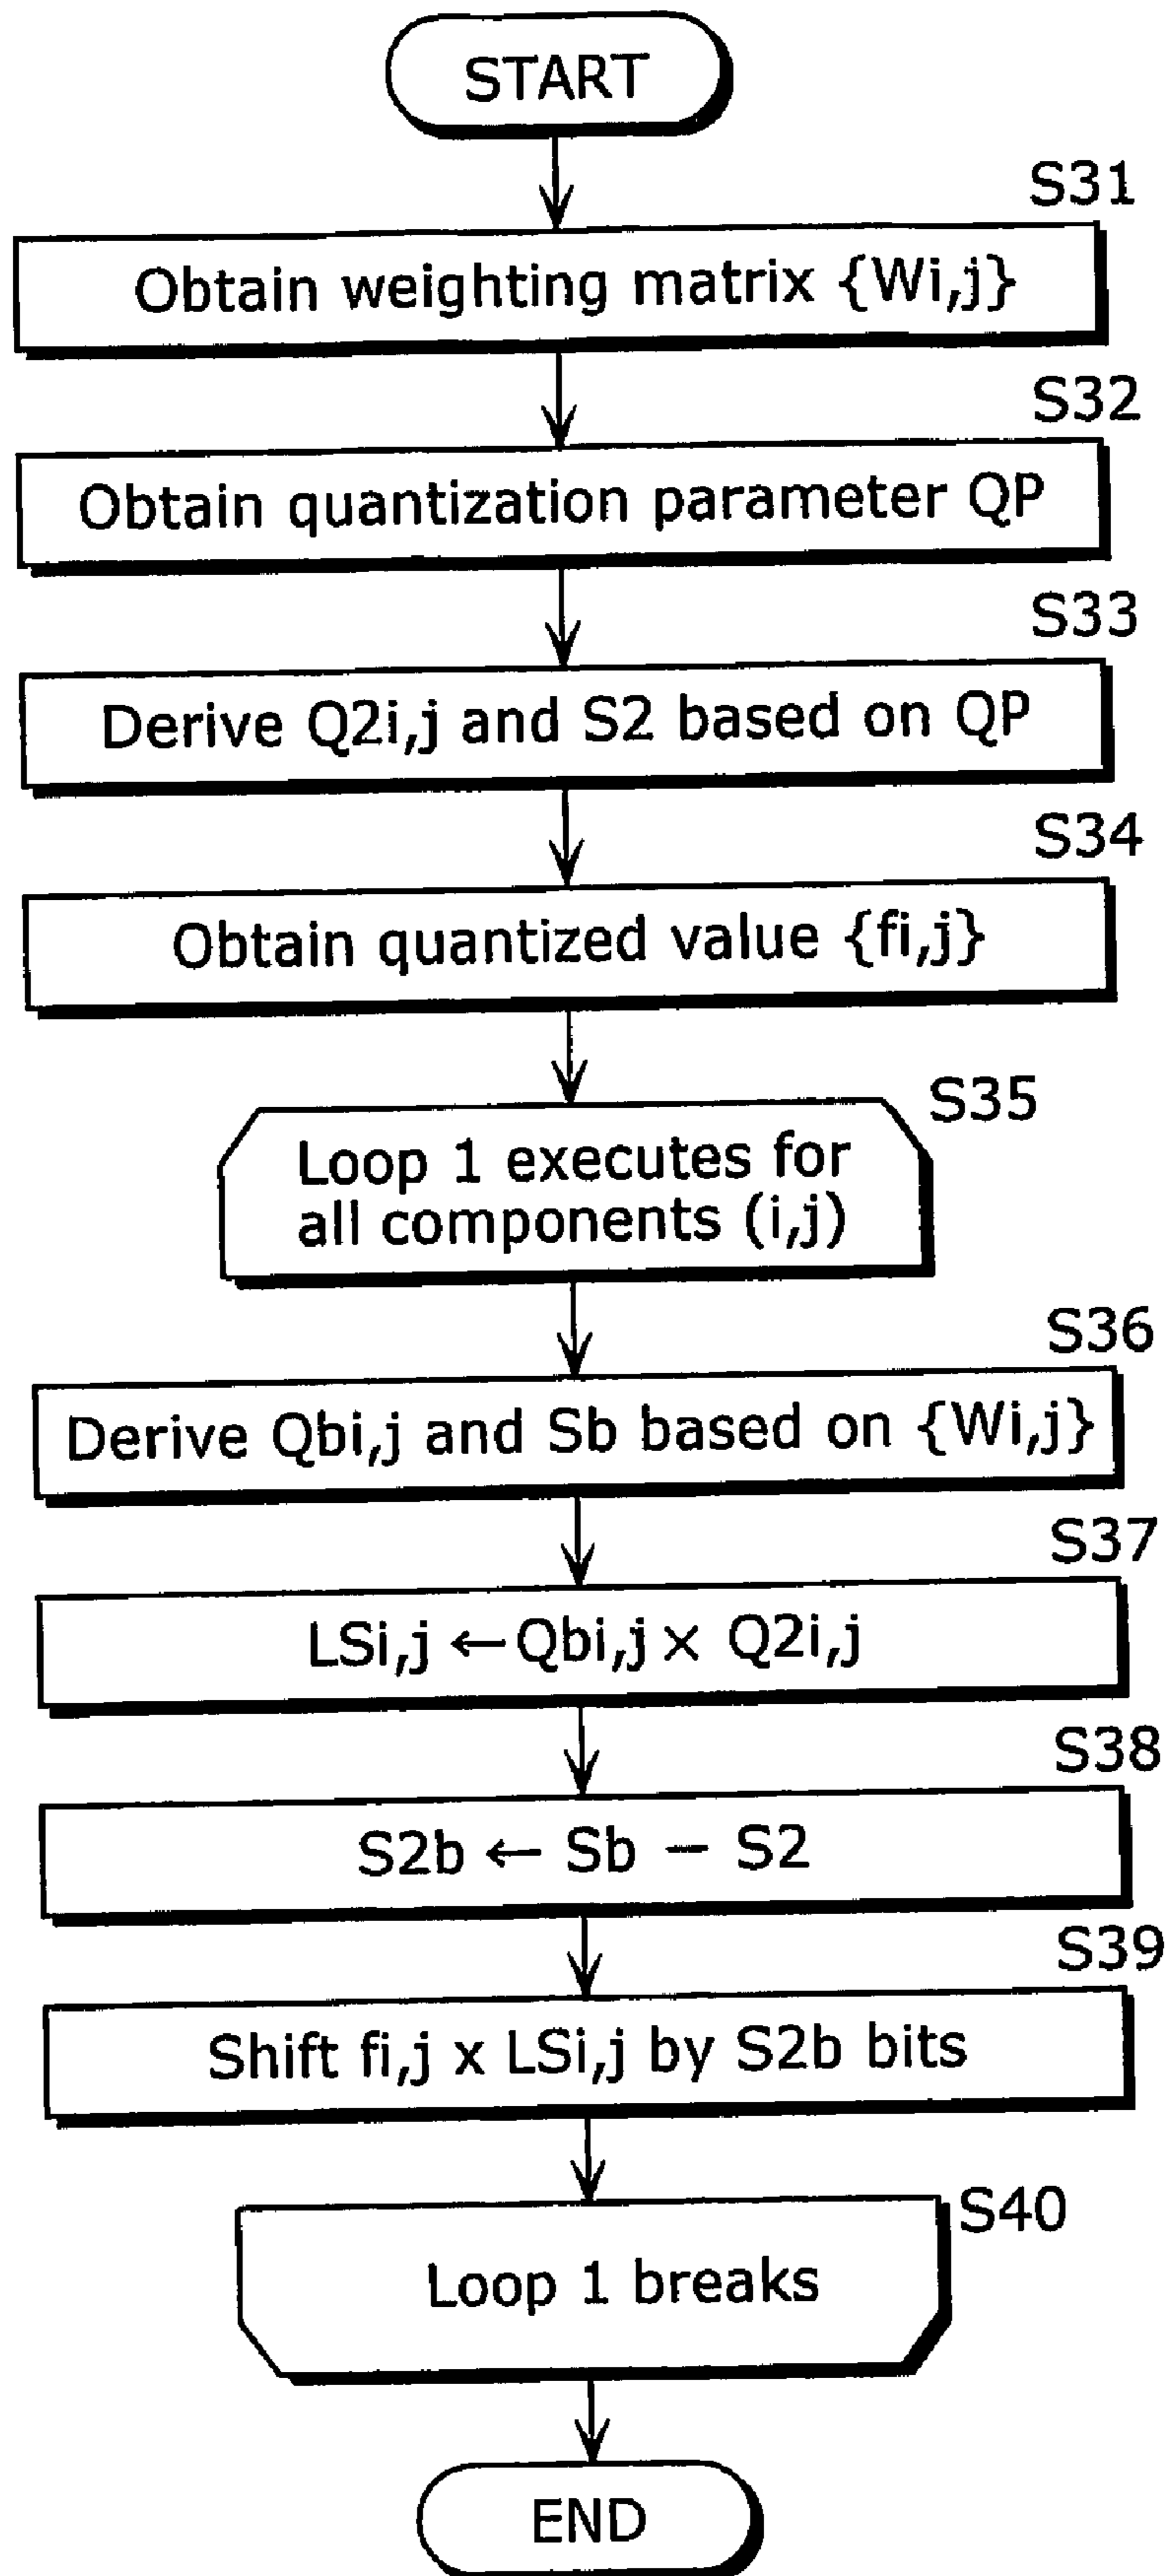 START
S31
Obtain weighting matrix {Wi,j}
S32
Obtain quantization parameter QP
S33
Derive Q2i,j and S2 based on QP
S34
Obtain quantized value {fi,j}
S35
Loop 1 executes for
all components (i,j)
S36
Derive Qbi,j and Sb based on {Wi,j}
S37
LSi,j ← Qbi,j × Q2i,j
S38
S2b ← Sb − S2
S39
Shift fi,j x LSi,j by S2b bits
S40
Loop 1 breaks
END